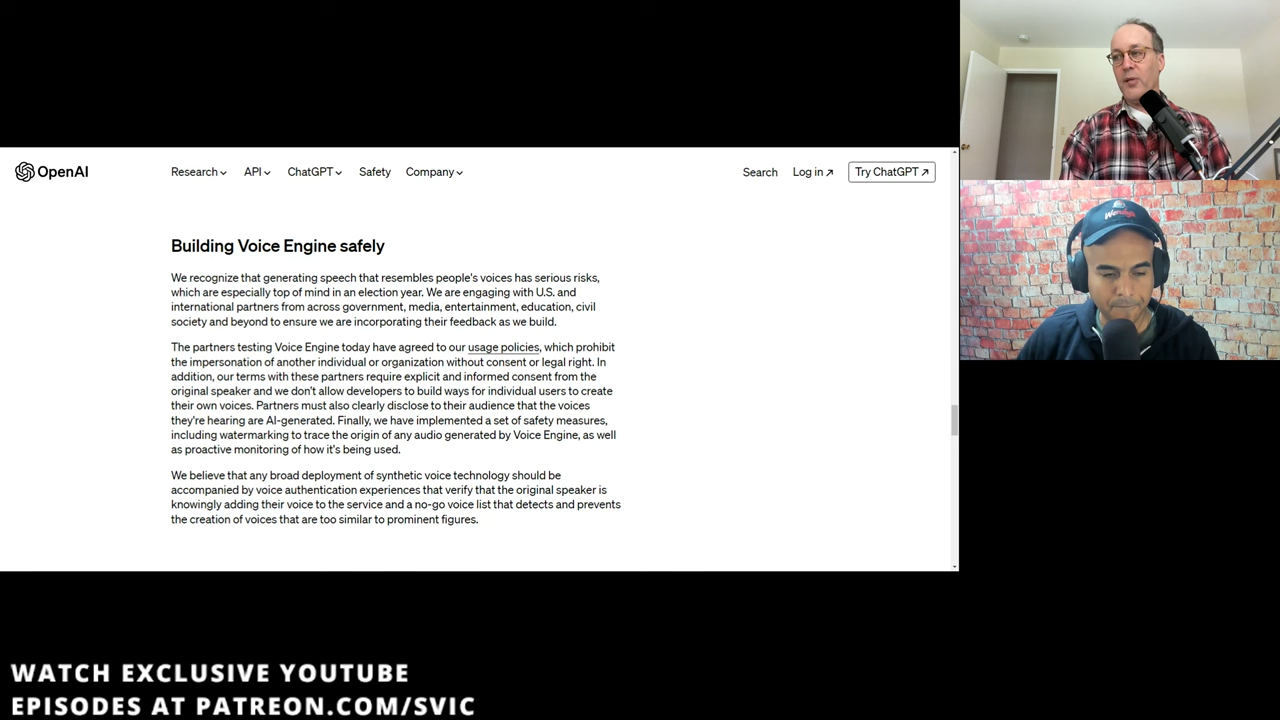 OpenAI
Research
API
ChatGPT
Safety
Company
Search
Log in ↗
Try ChatGPT ↗
Building Voice Engine safely
We recognize that generating speech that resembles people's voices has serious risks,
which are especially top of mind in an election year. We are engaging with U.S. and
international partners from across government, media, entertainment, education, civil
society and beyond to ensure we are incorporating their feedback as we build.
The partners testing Voice Engine today have agreed to our usage policies, which prohibit
the impersonation of another individual or organization without consent or legal right. In
addition, our terms with these partners require explicit and informed consent from the
original speaker and we don't allow developers to build ways for individual users to create
their own voices. Partners must also clearly disclose to their audience that the voices
they're hearing are AI-generated. Finally, we have implemented a set of safety measures,
including watermarking to trace the origin of any audio generated by Voice Engine, as well
as proactive monitoring of how it's being used.
We believe that any broad deployment of synthetic voice technology should be
accompanied by voice authentication experiences that verify that the original speaker is
knowingly adding their voice to the service and a no-go voice list that detects and prevents
the creation of voices that are too similar to prominent figures.
Wendy's
WATCH EXCLUSIVE YOUTUBE
EPISODES AT PATREON.COM/SVIC